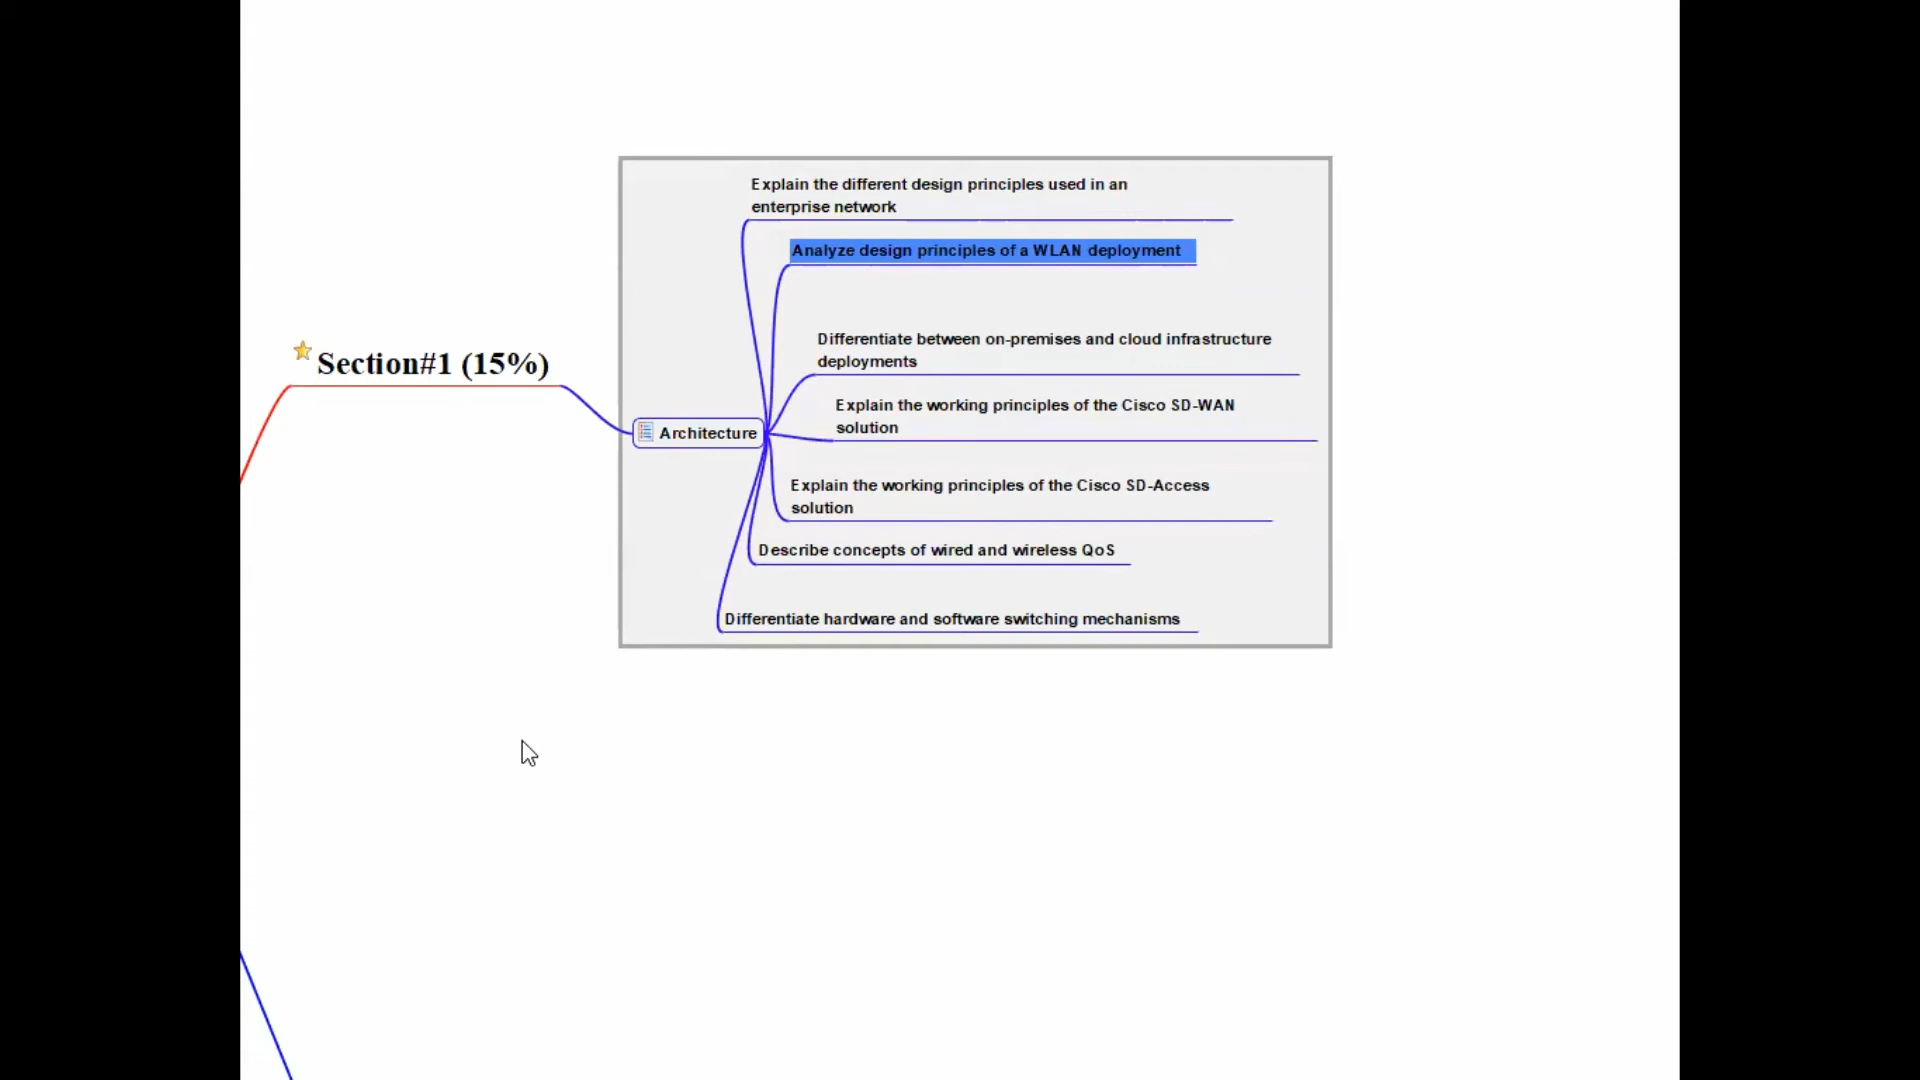 Explain the different design principles used in an
enterprise network
Analyze design principles of a WLAN deployment
Differentiate between on-premises and cloud infrastructure
deployments
Section#1 (15%)
Explain the working principles of the Cisco SD-WAN
solution
Architecture
Explain the working principles of the Cisco SD-Access
solution
Describe concepts of wired and wireless QoS
Differentiate hardware and software switching mechanisms